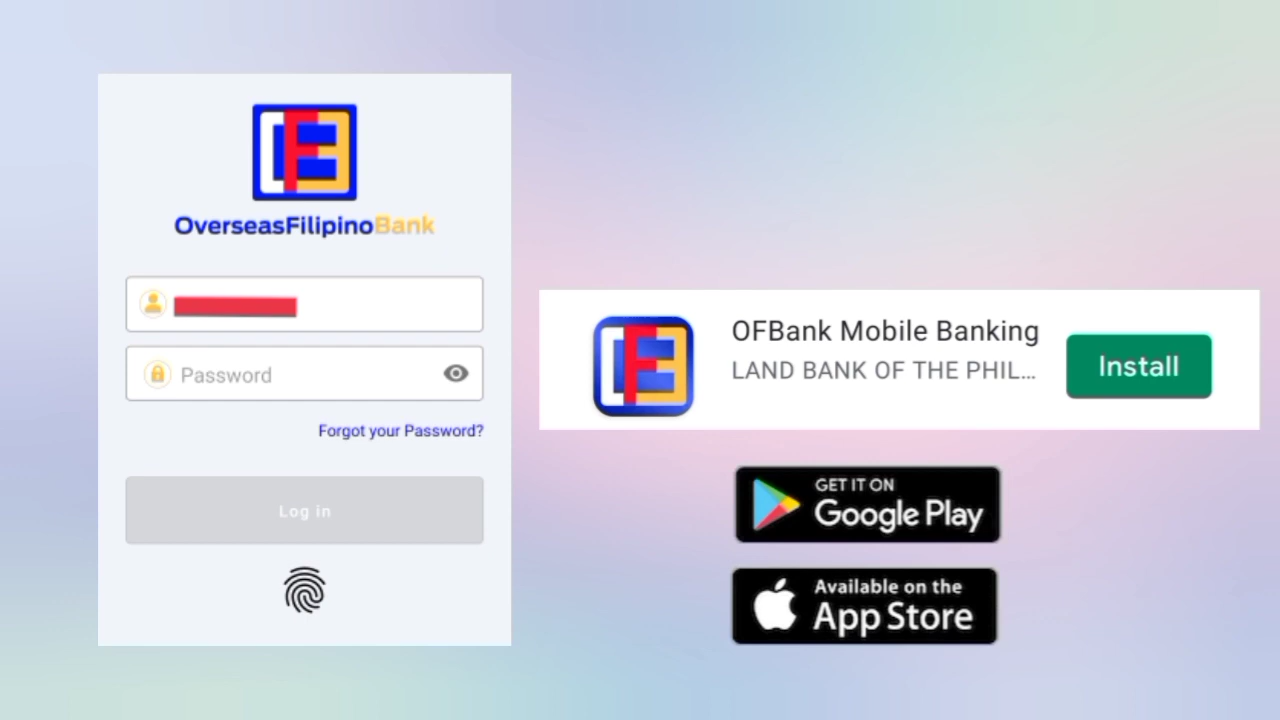 OverseasFilipinoBank
Password
Forgot your Password?
Log in
OFBank Mobile Banking
LAND BANK OF THE PHIL...
Install
GET IT ON
Google Play
Available on the
App Store